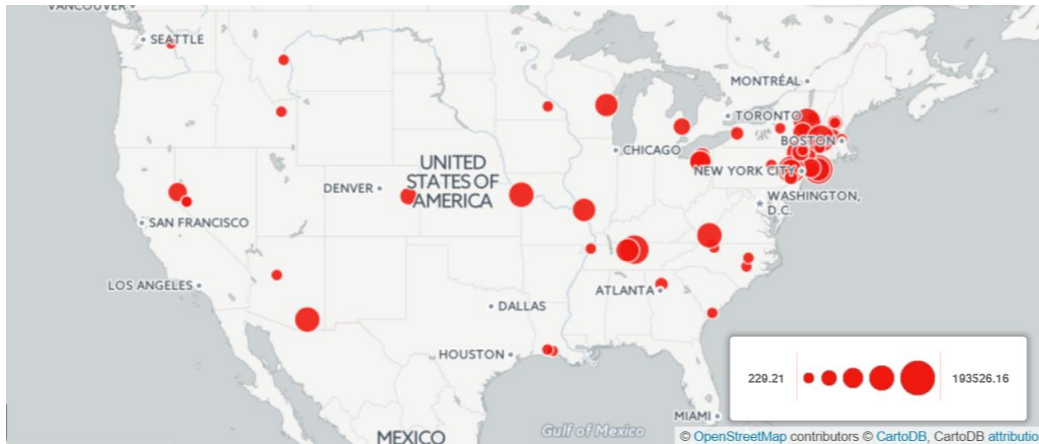 VANCOUVER
SEATTLE
MONTRÉAL
TORONTO
BOSTON
CHICAGO
UNITED
STATES OF
AMERICA
NEW YORK CITY
DENVER
WASHINGTON,
D.C.
SAN FRANCISCO
LOS ANGELES
ATLANTA
DALLAS
HOUSTON
229.21
193526.16
MIAMI
MEXICO
Gulf of Mexico
© OpenStreetMap contributors © CartoDB, CartoDB attributio